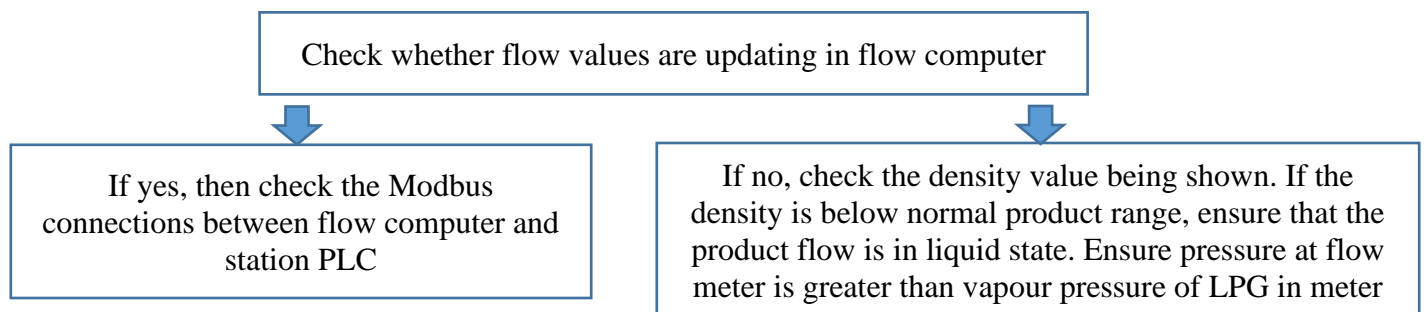 Check whether flow values are updating in flow computer
If yes, then check the Modbus
connections between flow computer and
station PLC
If no, check the density value being shown. If the
density is below normal product range, ensure that the
product flow is in liquid state. Ensure pressure at flow
meter is greater than vapour pressure of LPG in meter